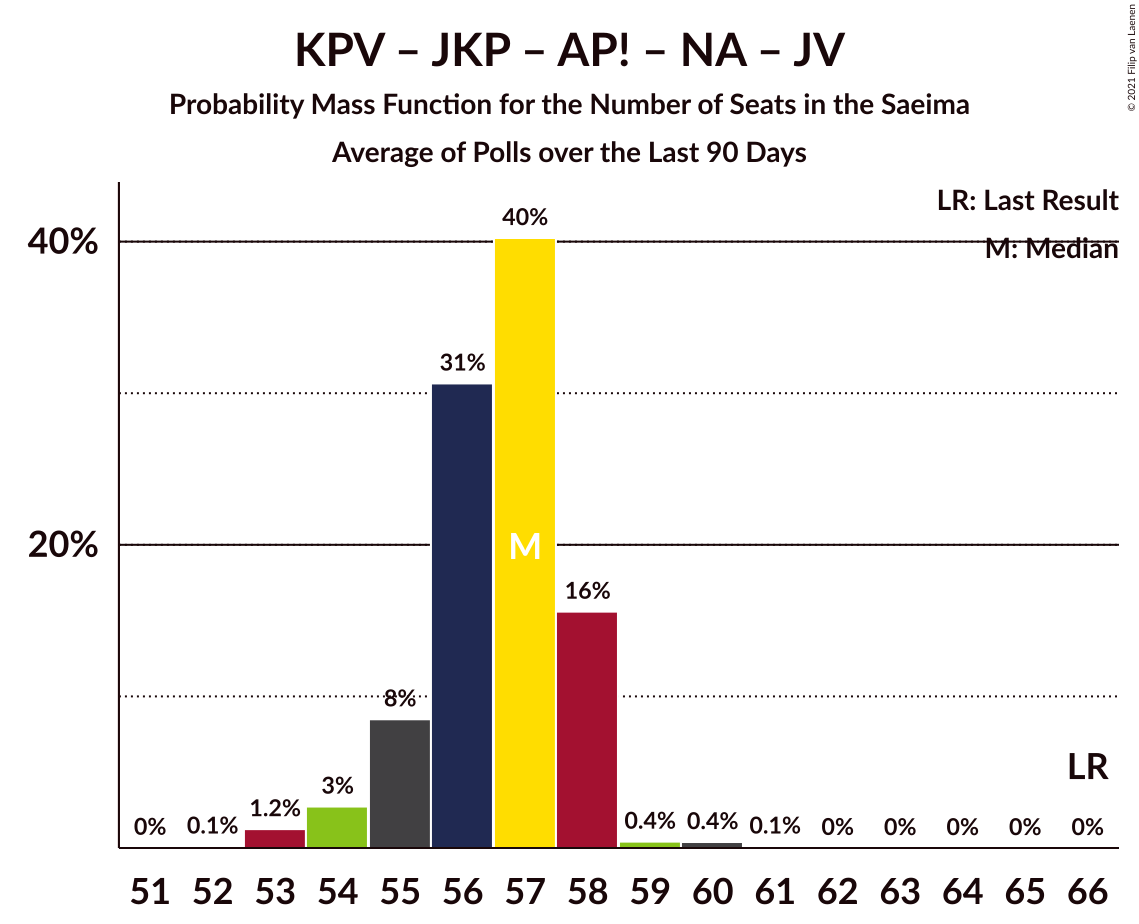 KPV – JKP – AP! – NA – JV
Probability Mass Function for the Number of Seats in the Saeima
Average of Polls over the Last 90 Days
© 2021 Filip van Laenen
LR: Last Result
M: Median
40%
20%
0% 0.1% 1.2% 3% 8% 31% 40% 16% 0.4% 0.4% 0.1% 0% 0% 0% 0% 0%
M
LR
51 52 53 54 55 56 57 58 59 60 61 62 63 64 65 66